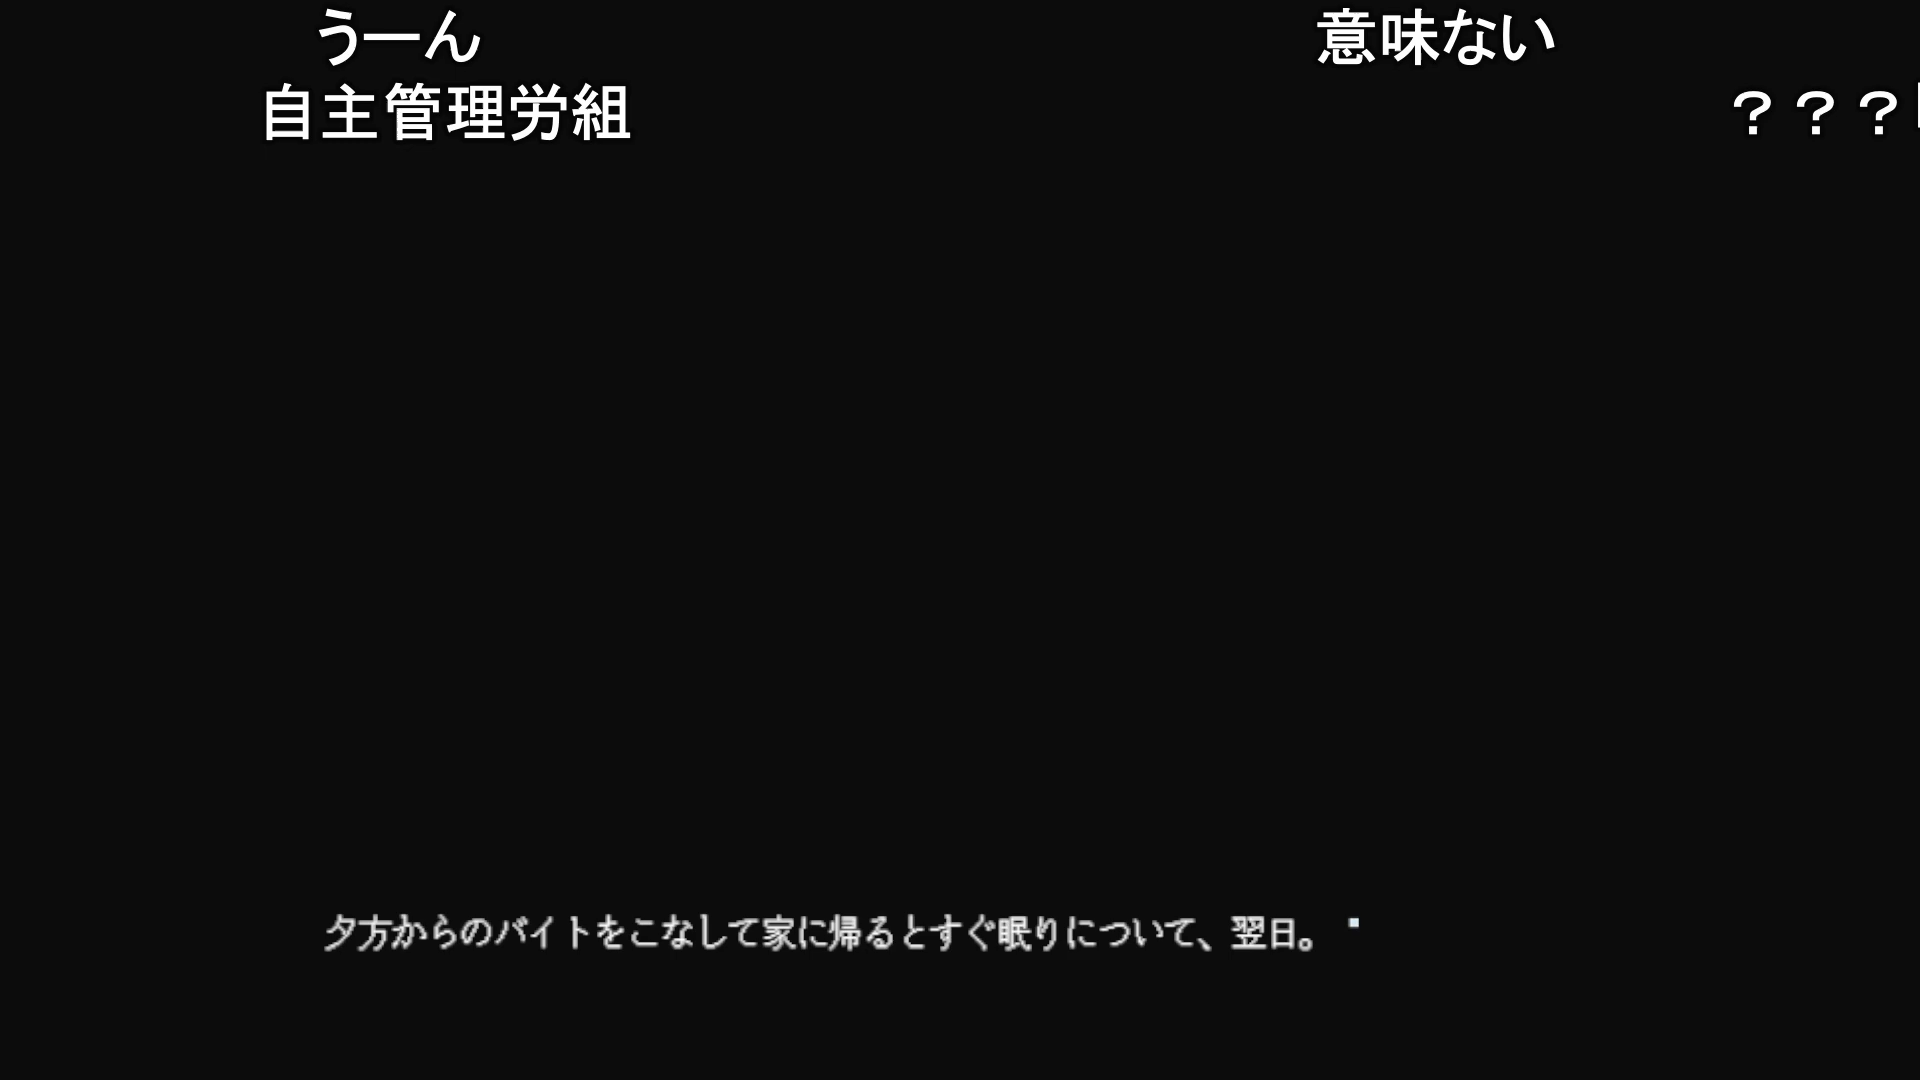 うーん
意味ない
自主管理労組
？？？
夕方からのバイトをこなして家に帰るとすぐ眠りについて、翌日。